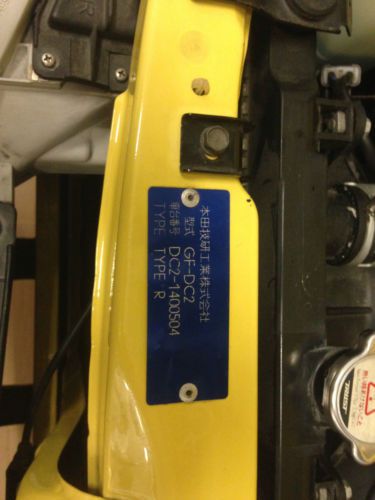 本田技研工業株式会社
型式 GF-DC2
車台番号 DC2-1400504
TYPE TYPE R
TRUST